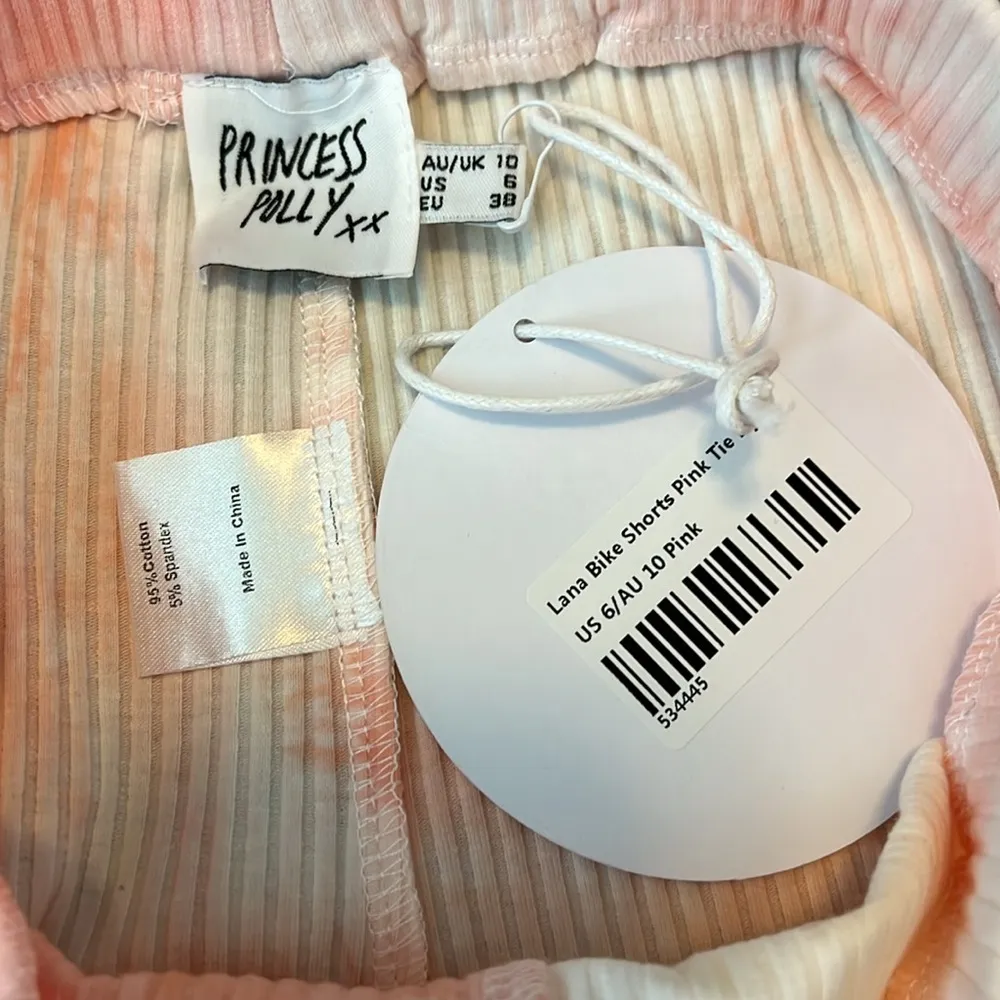 PRINCESS
POLLY xx
AU/UK 10
US 6
EU 38
95% Cotton
5% Spandex
Made In China
Lana Bike Shorts Pink Tie
US 6/AU 10 Pink
534445